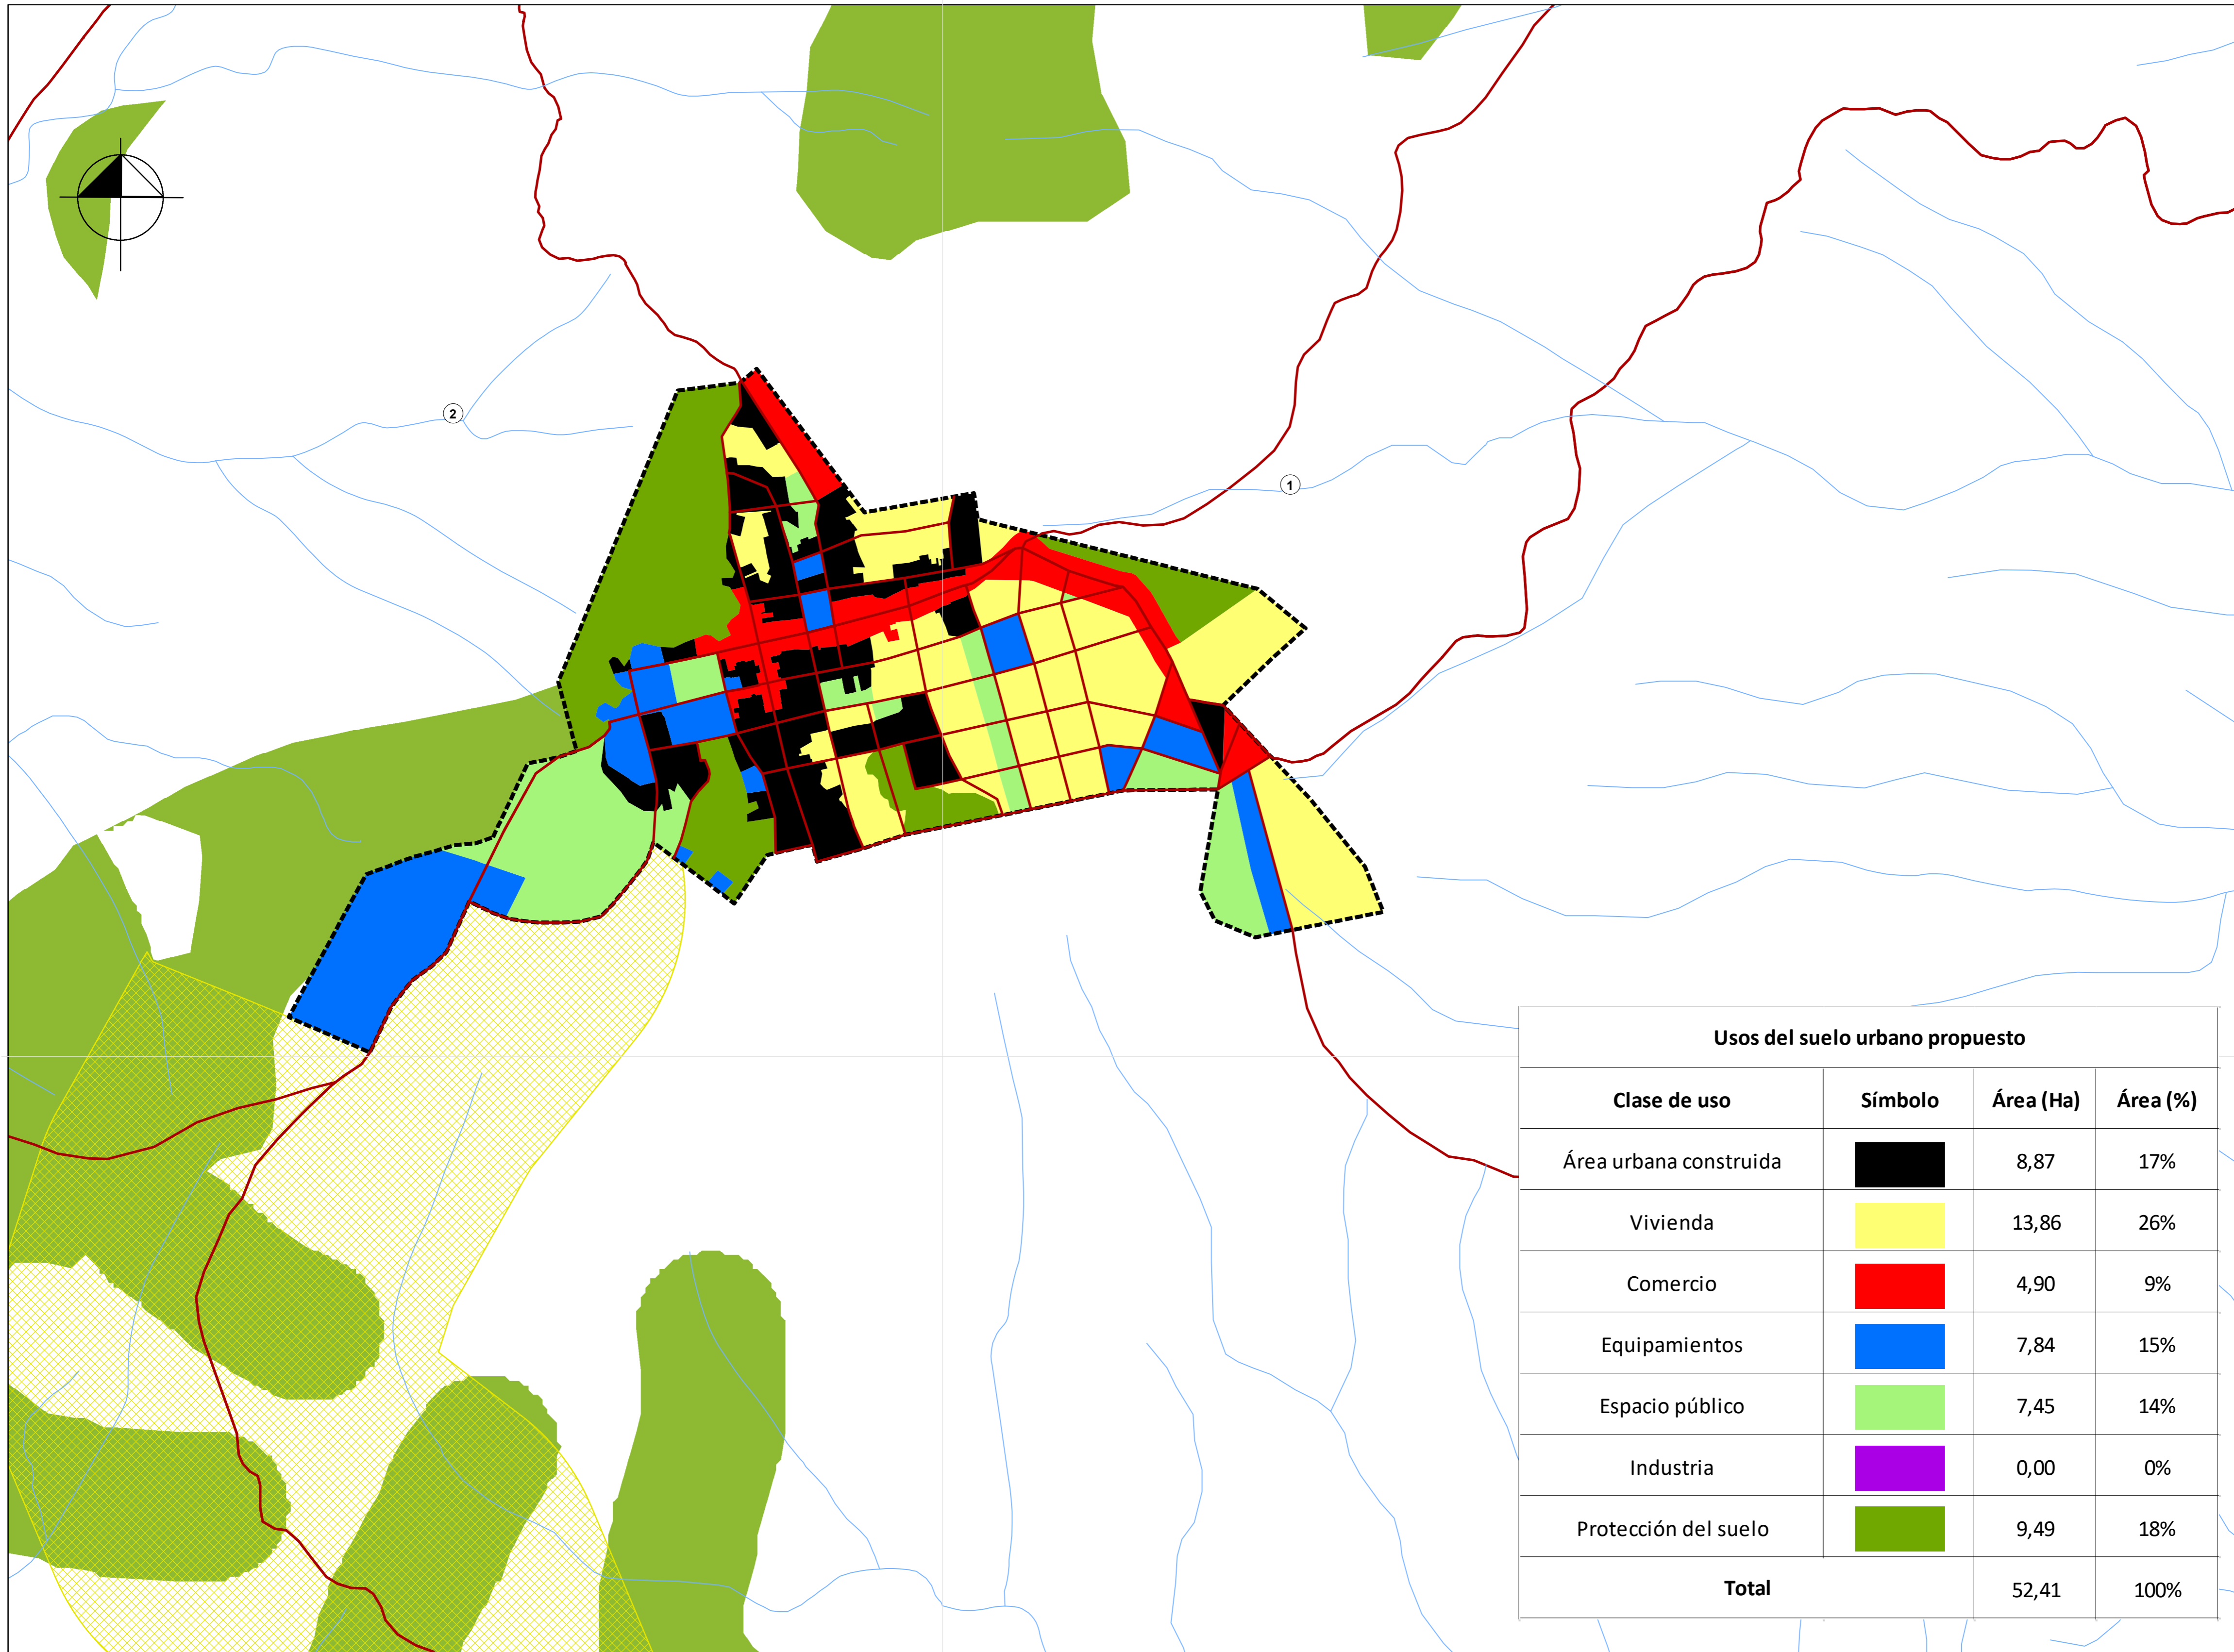 2
1
Usos del suelo urbano propuesto
Clase de uso Símbolo Área (Ha) Área (%)
Área urbana construida 8,87 17%
Vivienda 13,86 26%
Comercio 4,90 9%
Equipamientos 7,84 15%
Espacio público 7,45 14%
Industria 0,00 0%
Protección del suelo 9,49 18%
Total 52,41 100%